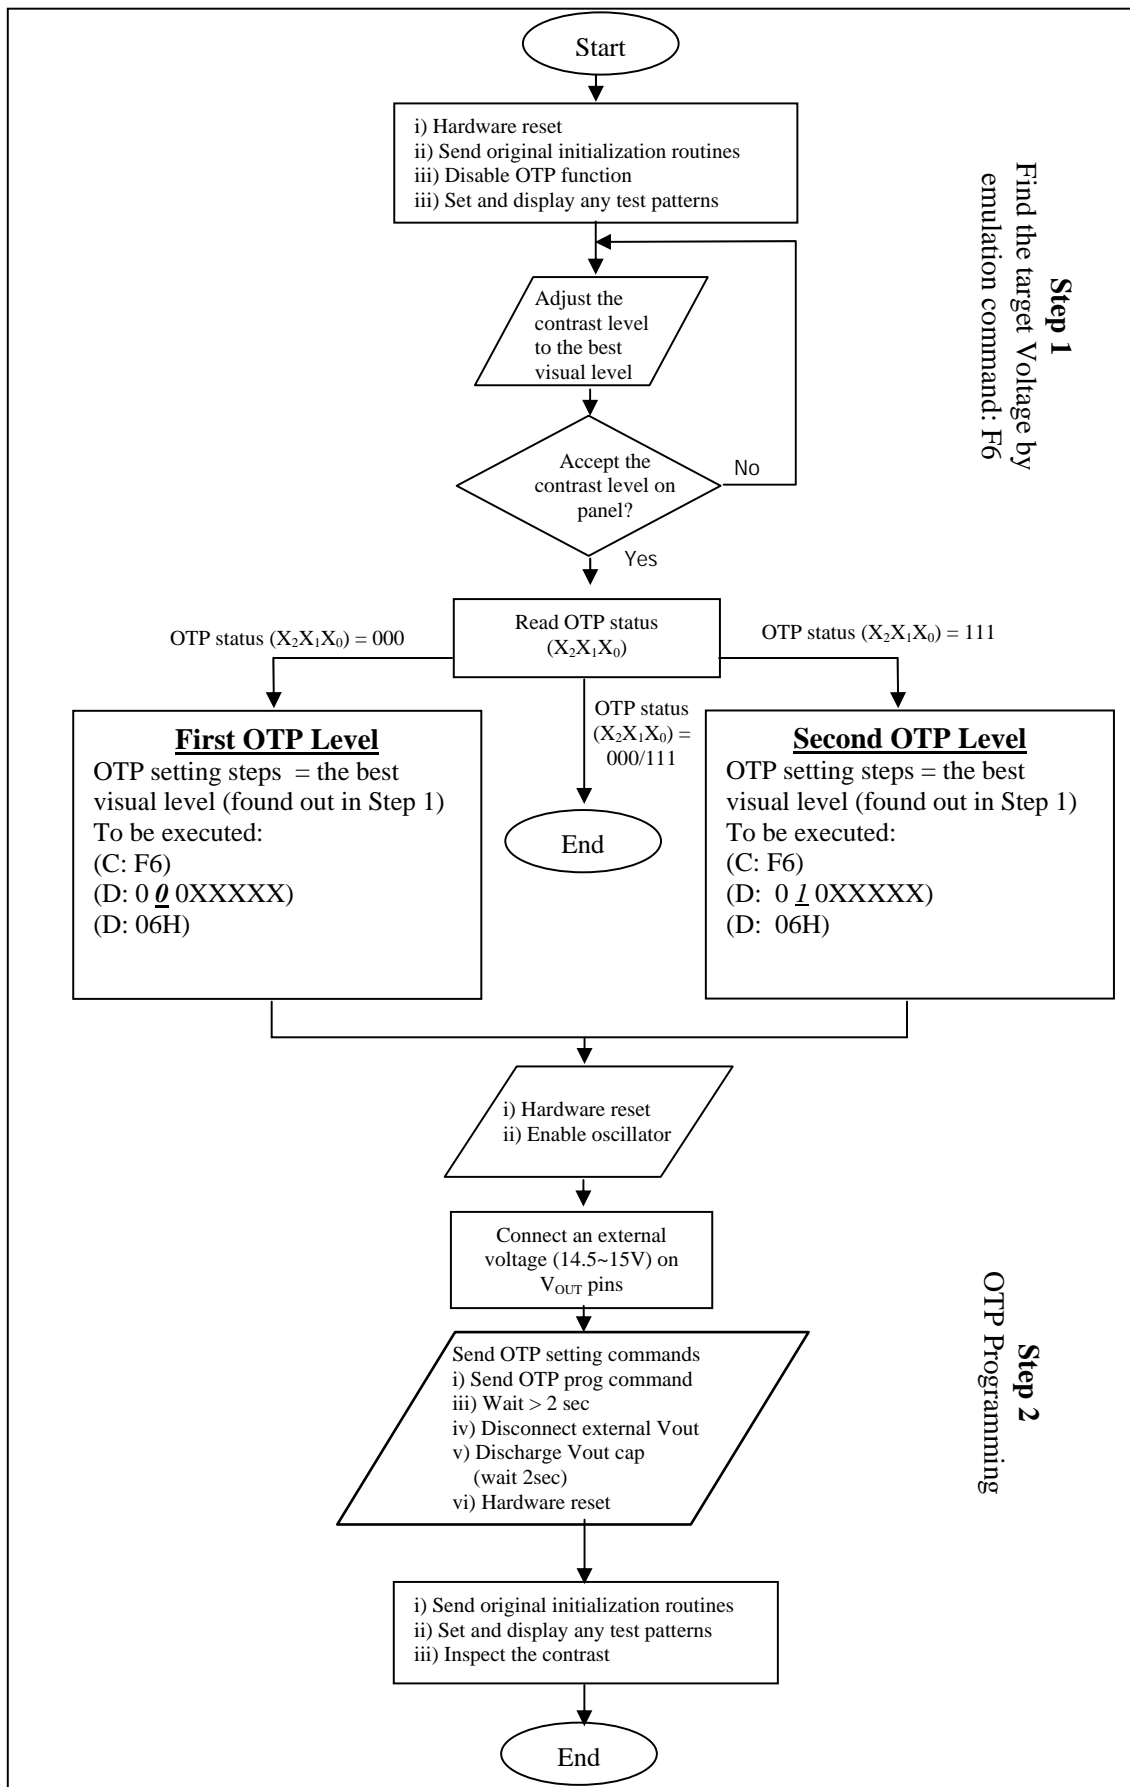 Start
i) Hardware reset
ii) Send original initialization routines
iii) Disable OTP function
iii) Set and display any test patterns
Step 1
Find the target Voltage by
emulation command: F6
Adjust the
contrast level
to the best
visual level
Accept the
contrast level on
panel?
No
Yes
Read OTP status
(X₂X₁X₀)
OTP status (X₂X₁X₀) = 000
OTP status (X₂X₁X₀) = 111
OTP status
(X₂X₁X₀) =
000/111
End
First OTP Level
OTP setting steps = the best
visual level (found out in Step 1)
To be executed:
(C: F6)
(D: 0 0 0XXXXX)
(D: 06H)
Second OTP Level
OTP setting steps = the best
visual level (found out in Step 1)
To be executed:
(C: F6)
(D: 0 1 0XXXXX)
(D: 06H)
i) Hardware reset
ii) Enable oscillator
Connect an external
voltage (14.5~15V) on
V_OUT pins
Step 2
OTP Programming
Send OTP setting commands
i) Send OTP prog command
iii) Wait > 2 sec
iv) Disconnect external Vout
v) Discharge Vout cap
(wait 2sec)
vi) Hardware reset
i) Send original initialization routines
ii) Set and display any test patterns
iii) Inspect the contrast
End